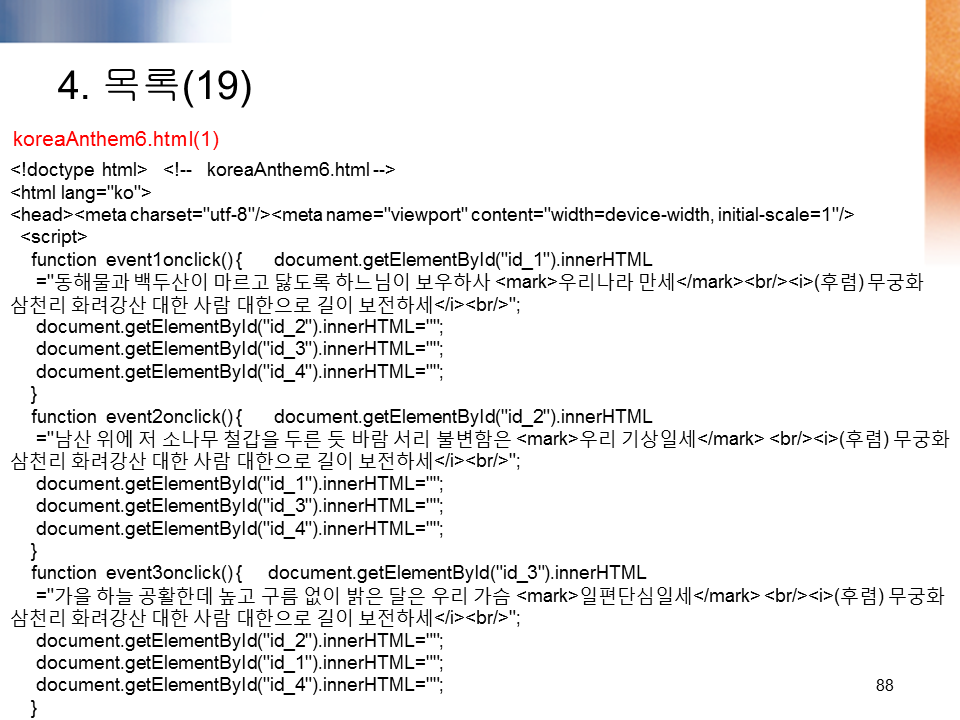 4. 목록(19)
koreaAnthem6.html(1)
<!doctype html>   <!--   koreaAnthem6.html -->
<html lang="ko">
<head><meta charset="utf-8"/><meta name="viewport" content="width=device-width, initial-scale=1"/>
<script>
function  event1onclick() {      document.getElementById("id_1").innerHTML
="동해물과 백두산이 마르고 닳도록 하느님이 보우하사 <mark>우리나라 만세</mark><br/><i>(후렴) 무궁화
삼천리 화려강산 대한 사람 대한으로 길이 보전하세</i><br/>";
document.getElementById("id_2").innerHTML="";
document.getElementById("id_3").innerHTML="";
document.getElementById("id_4").innerHTML="";
}
function  event2onclick() {      document.getElementById("id_2").innerHTML
="남산 위에 저 소나무 철갑을 두른 듯 바람 서리 불변함은 <mark>우리 기상일세</mark> <br/><i>(후렴) 무궁화
삼천리 화려강산 대한 사람 대한으로 길이 보전하세</i><br/>";
document.getElementById("id_1").innerHTML="";
document.getElementById("id_3").innerHTML="";
document.getElementById("id_4").innerHTML="";
}
function  event3onclick() {     document.getElementById("id_3").innerHTML
="가을 하늘 공활한데 높고 구름 없이 밝은 달은 우리 가슴 <mark>일편단심일세</mark> <br/><i>(후렴) 무궁화
삼천리 화려강산 대한 사람 대한으로 길이 보전하세</i><br/>";
document.getElementById("id_2").innerHTML="";
document.getElementById("id_1").innerHTML="";
document.getElementById("id_4").innerHTML="";
}
88